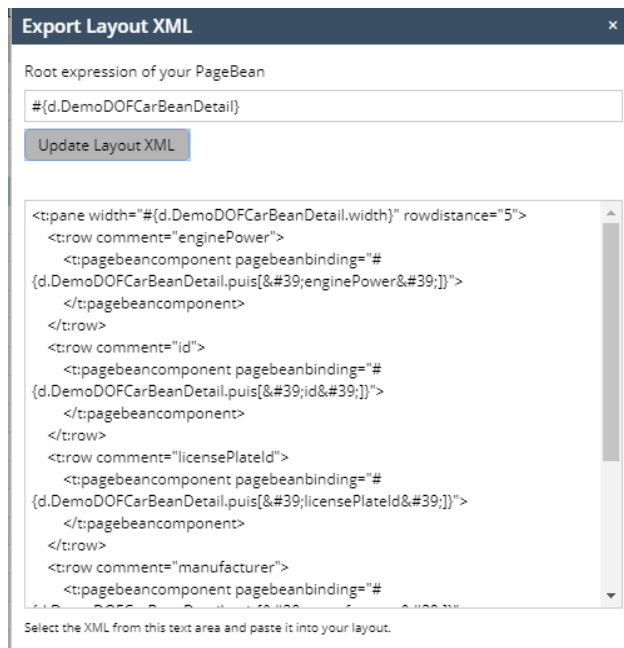 Export Layout XML ×
Root expression of your PageBean
#{d.DemoDOFCarBeanDetail}
Update Layout XML
<t:pane width="#{d.DemoDOFCarBeanDetail.width}" rowdistance="5">
<t:row comment="enginePower">
<t:pagebeancomponent pagebeanbinding="#
{d.DemoDOFCarBeanDetail.puis[&#39;enginePower&#39;]}">
</t:pagebeancomponent>
</t:row>
<t:row comment="id">
<t:pagebeancomponent pagebeanbinding="#
{d.DemoDOFCarBeanDetail.puis[&#39;id&#39;]}">
</t:pagebeancomponent>
</t:row>
<t:row comment="licensePlateId">
<t:pagebeancomponent pagebeanbinding="#
{d.DemoDOFCarBeanDetail.puis[&#39;licensePlateId&#39;]}">
</t:pagebeancomponent>
</t:row>
<t:row comment="manufacturer">
<t:pagebeancomponent pagebeanbinding="#
Select the XML from this text area and paste it into your layout.